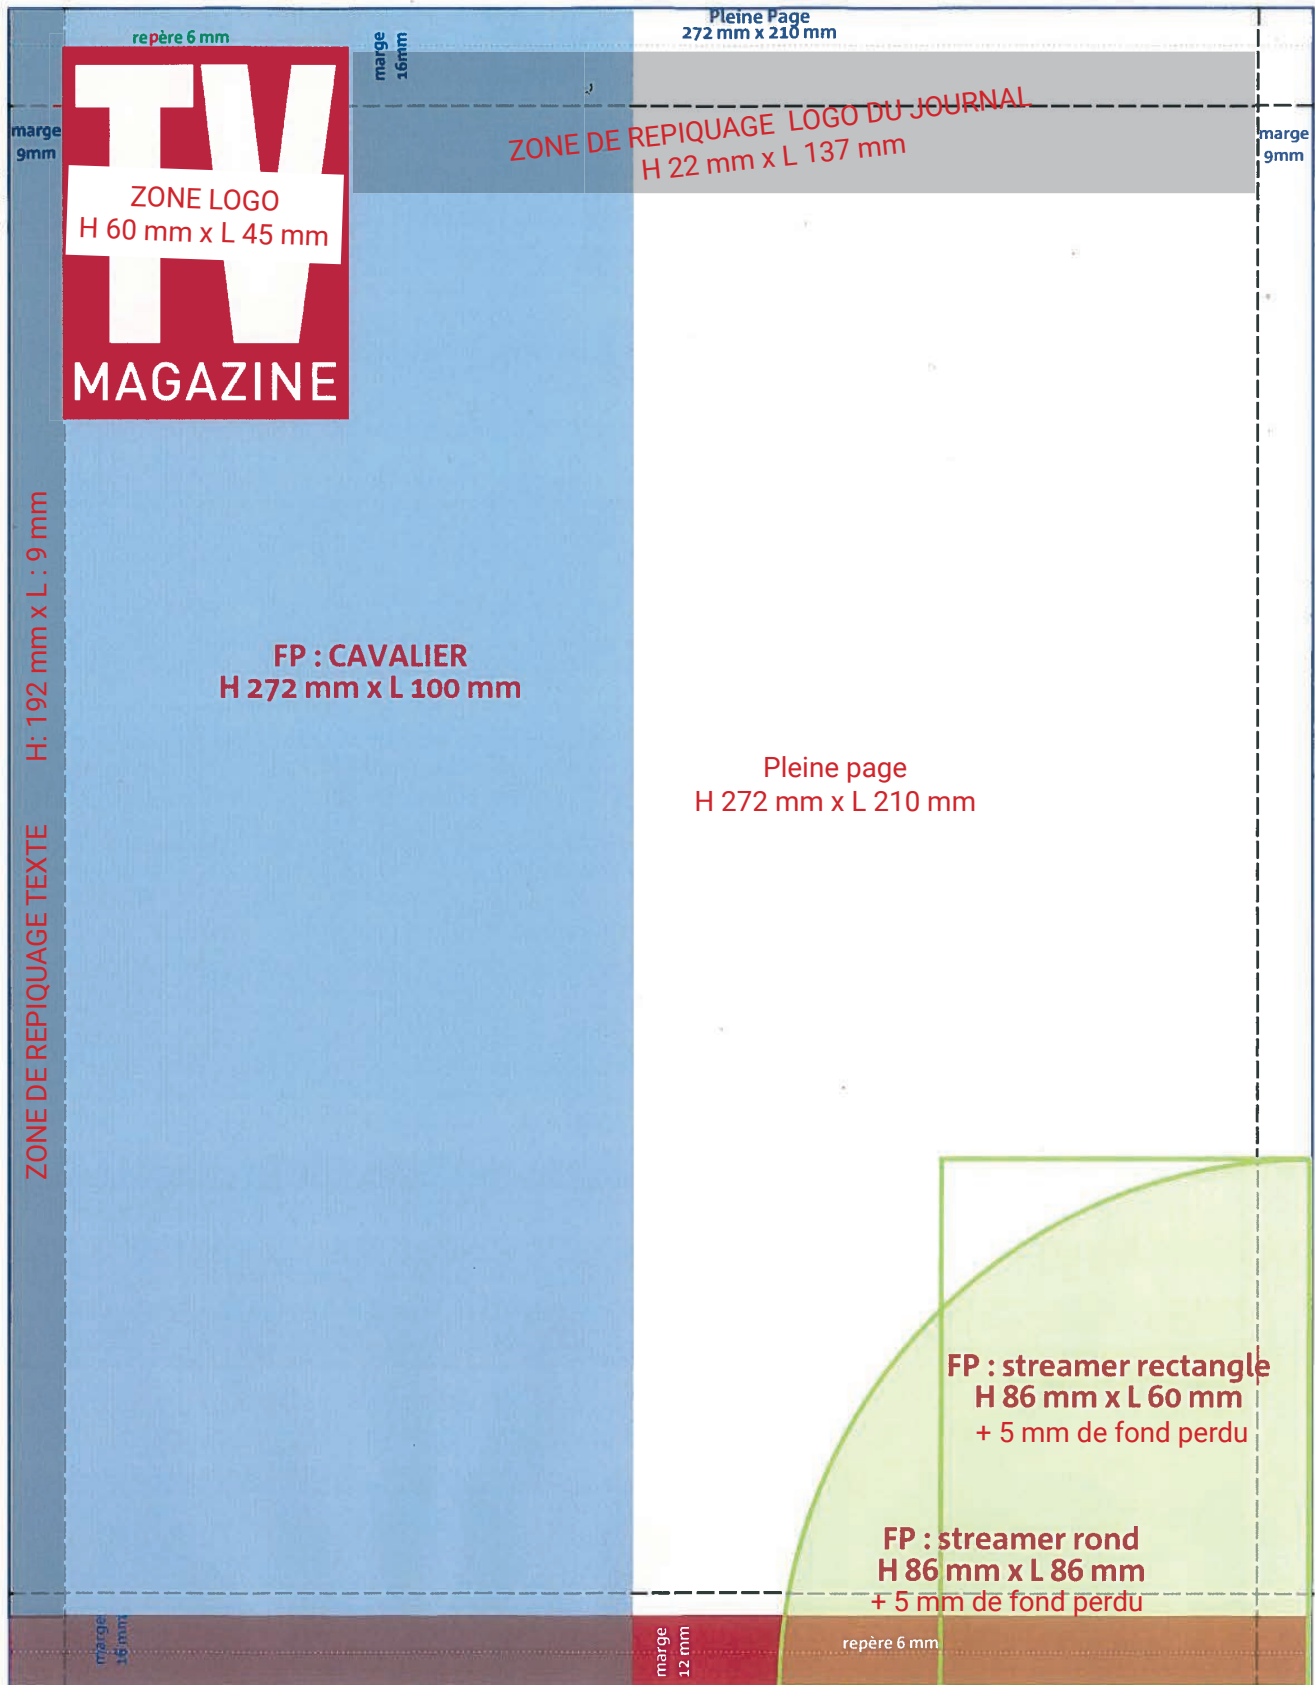 Pleine Page
272 mm x 210 mm
repère 6 mm
marge
16mm
TV
MAGAZINE
ZONE LOGO
H 60 mm x L 45 mm
marge
9mm
ZONE DE REPIQUAGE LOGO DU JOURNAL
H 22 mm x L 137 mm
marge
9mm
ZONE DE REPIQUAGE TEXTE H: 192 mm x L : 9 mm
FP : CAVALIER
H 272 mm x L 100 mm
Pleine page
H 272 mm x L 210 mm
FP : streamer rectangle
H 86 mm x L 60 mm
+ 5 mm de fond perdu
FP : streamer rond
H 86 mm x L 86 mm
+ 5 mm de fond perdu
marge
16 mm
marge
12 mm
repère 6 mm